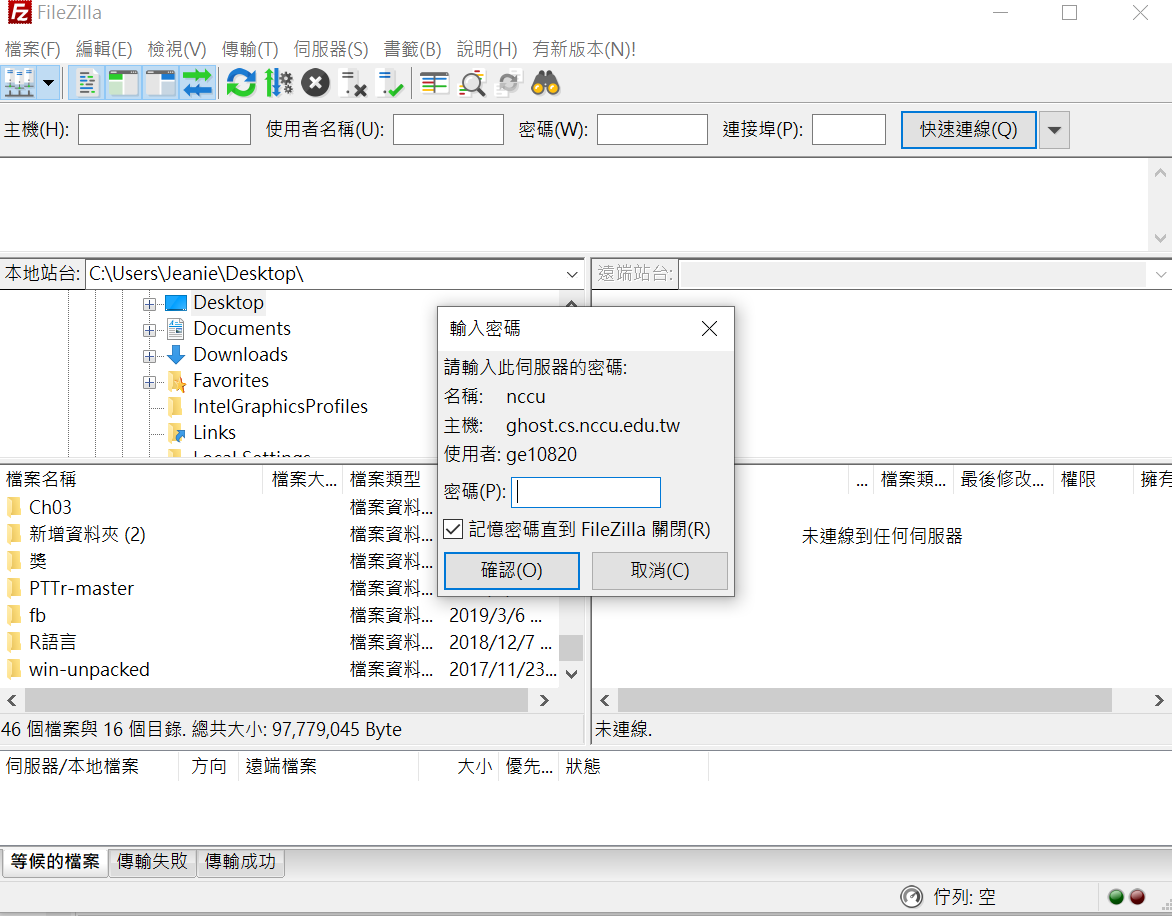 FileZilla
檔案(F) 編輯(E) 檢視(V) 傳輸(T) 伺服器(S) 書籤(B) 說明(H) 有新版本(N)!
主機(H): 使用者名稱(U): 密碼(W): 連接埠(P): 快速連線(Q)
本地站台: C:\Users\Jeanie\Desktop\
遠端站台:
Desktop
Documents
Downloads
Favorites
IntelGraphicsProfiles
Links
Local Settings
輸入密碼
請輸入此伺服器的密碼:
名稱: nccu
主機: ghost.cs.nccu.edu.tw
使用者: ge10820
密碼(P):
記憶密碼直到 FileZilla 關閉(R)
確認(O) 取消(C)
檔案名稱 檔案大... 檔案類型
Ch03 檔案資料...
新增資料夾 (2) 檔案資料...
獎 檔案資料...
PTTr-master 檔案資料...
fb 檔案資料... 2019/3/6 ...
R語言 檔案資料... 2018/12/7 ...
win-unpacked 檔案資料... 2017/11/23...
46 個檔案與 16 個目錄. 總共大小: 97,779,045 Byte
... 檔案類... 最後修改... 權限 擁有
未連線到任何伺服器
未連線.
伺服器/本地檔案 方向 遠端檔案 大小 優先... 狀態
等候的檔案 傳輸失敗 傳輸成功
佇列: 空